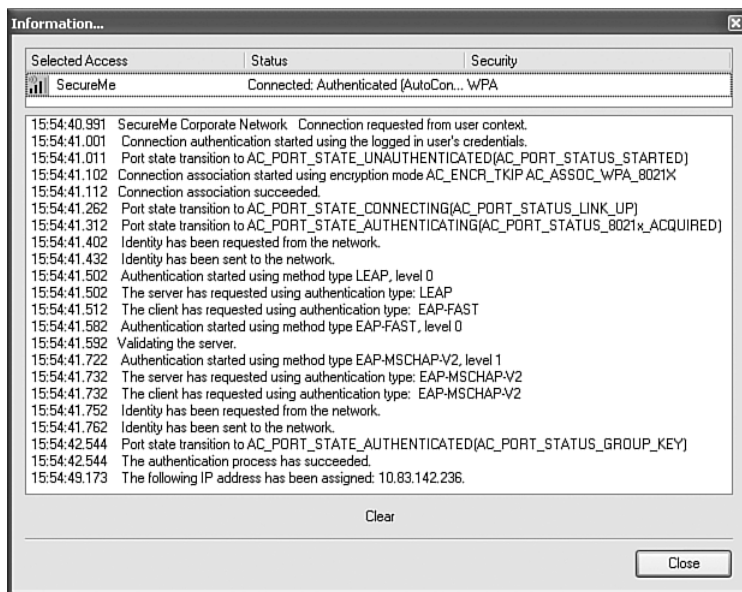 Information...
Selected Access Status Security
SecureMe Connected: Authenticated (AutoCon... WPA
15:54:40.991 SecureMe Corporate Network Connection requested from user context.
15:54:41.001 Connection authentication started using the logged in user's credentials.
15:54:41.011 Port state transition to AC_PORT_STATE_UNAUTHENTICATED(AC_PORT_STATUS_STARTED)
15:54:41.102 Connection association started using encryption mode AC_ENCR_TKIP AC_ASSOC_WPA_8021X
15:54:41.112 Connection association succeeded.
15:54:41.262 Port state transition to AC_PORT_STATE_CONNECTING(AC_PORT_STATUS_LINK_UP)
15:54:41.312 Port state transition to AC_PORT_STATE_AUTHENTICATING(AC_PORT_STATUS_8021x_ACQUIRED)
15:54:41.402 Identity has been requested from the network.
15:54:41.432 Identity has been sent to the network.
15:54:41.502 Authentication started using method type LEAP, level 0
15:54:41.502 The server has requested using authentication type: LEAP
15:54:41.512 The client has requested using authentication type: EAP-FAST
15:54:41.582 Authentication started using method type EAP-FAST, level 0
15:54:41.592 Validating the server.
15:54:41.722 Authentication started using method type EAP-MSCHAP-V2, level 1
15:54:41.732 The server has requested using authentication type: EAP-MSCHAP-V2
15:54:41.732 The client has requested using authentication type: EAP-MSCHAP-V2
15:54:41.752 Identity has been requested from the network.
15:54:41.762 Identity has been sent to the network.
15:54:42.544 Port state transition to AC_PORT_STATE_AUTHENTICATED(AC_PORT_STATUS_GROUP_KEY)
15:54:42.544 The authentication process has succeeded.
15:54:49.173 The following IP address has been assigned: 10.83.142.236.
Clear
Close